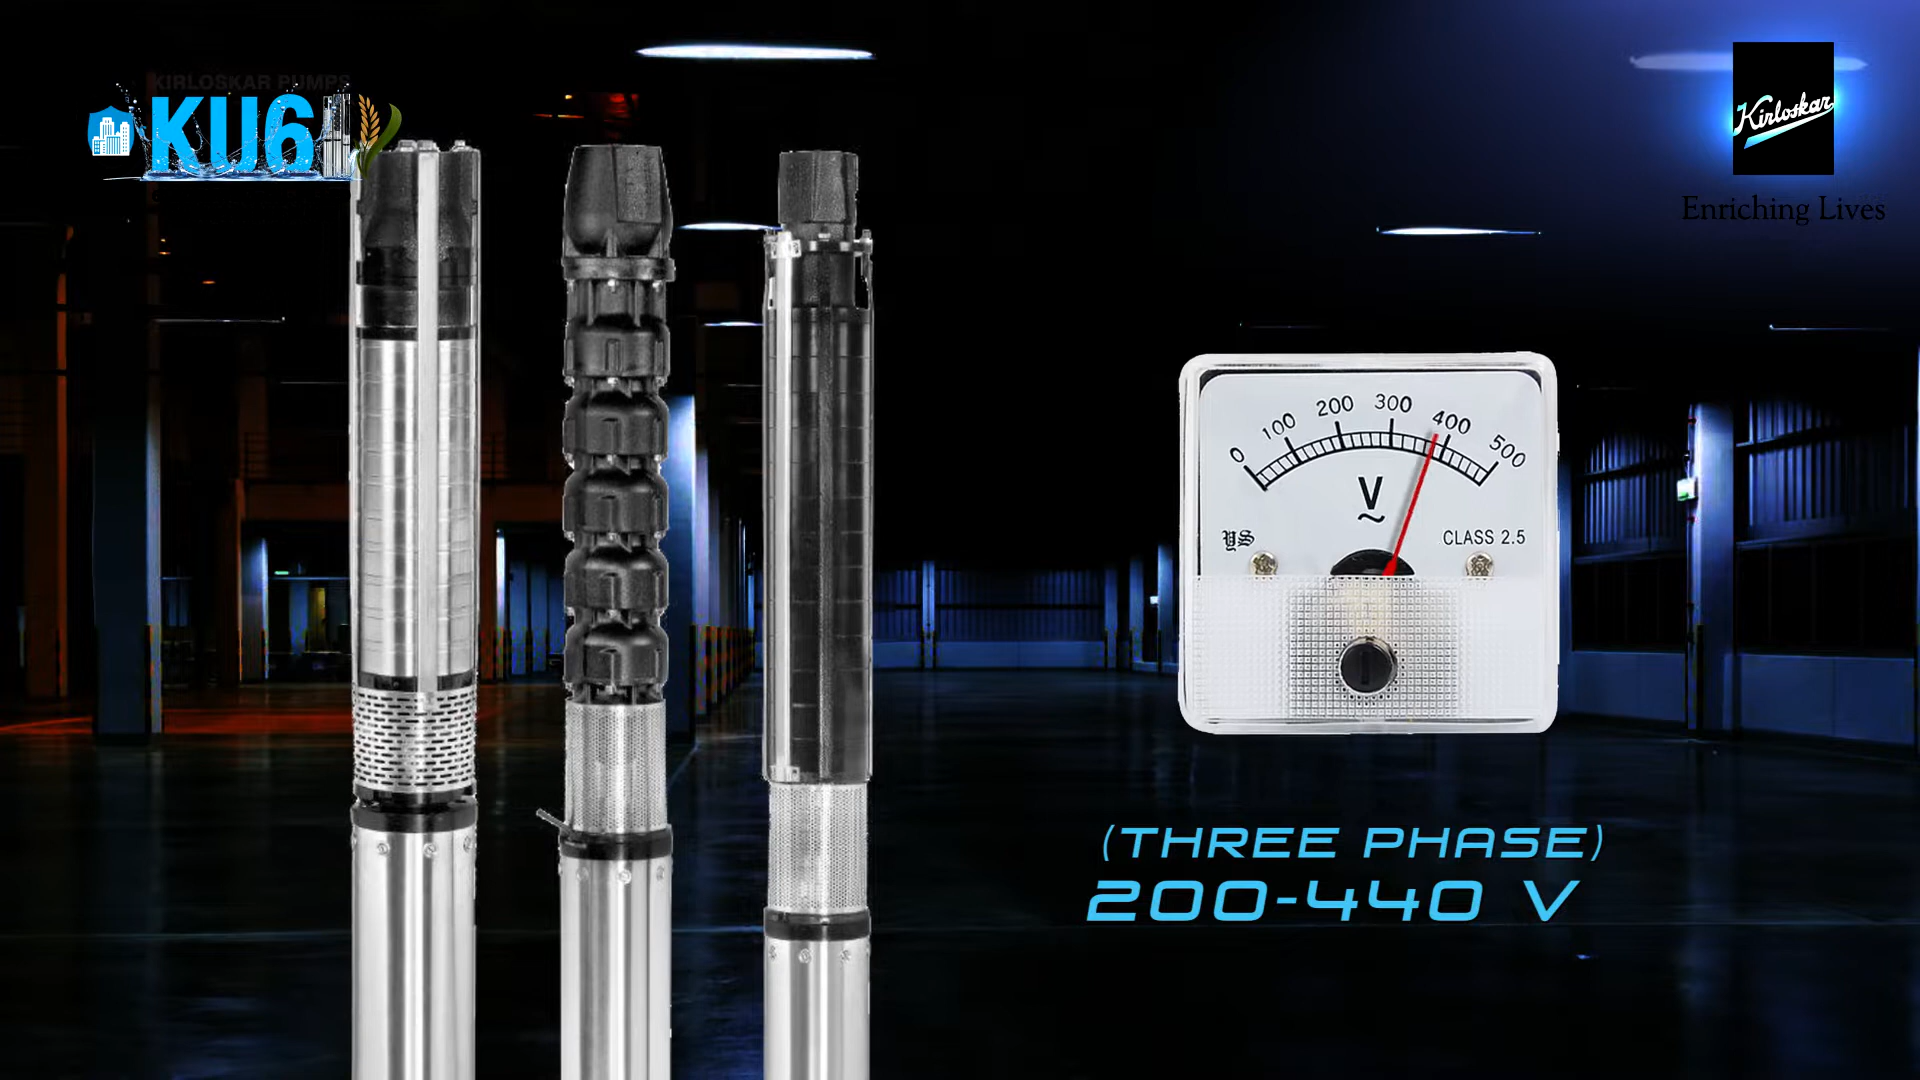 KIRLOSKAR PUMPS
KU6
Kirloskar
Enriching Lives
0 100 200 300 400 500
V
YS
CLASS 2.5
(THREE PHASE)
200-440 V